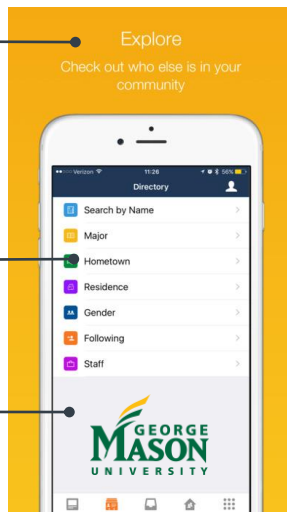 Explore
Check out who else is in your
community
Verizon 11:26 56%
Directory
Search by Name
Major
Hometown
Residence
Gender
Following
Staff
GEORGE
MASON
UNIVERSITY